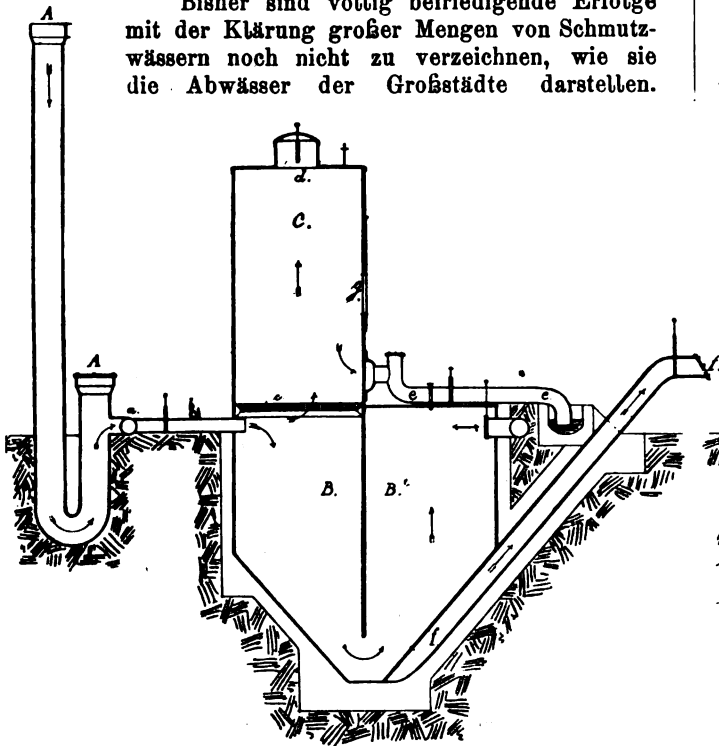 Bisher sind völlig befriedigende Erfolge
mit der Klärung großer Mengen von Schmutz-
wässern noch nicht zu verzeichnen, wie sie
die Abwässer der Großstädte darstellen.
A
d.
C.
g.
A
f.
a.
c
e
e
B.
B.'
f